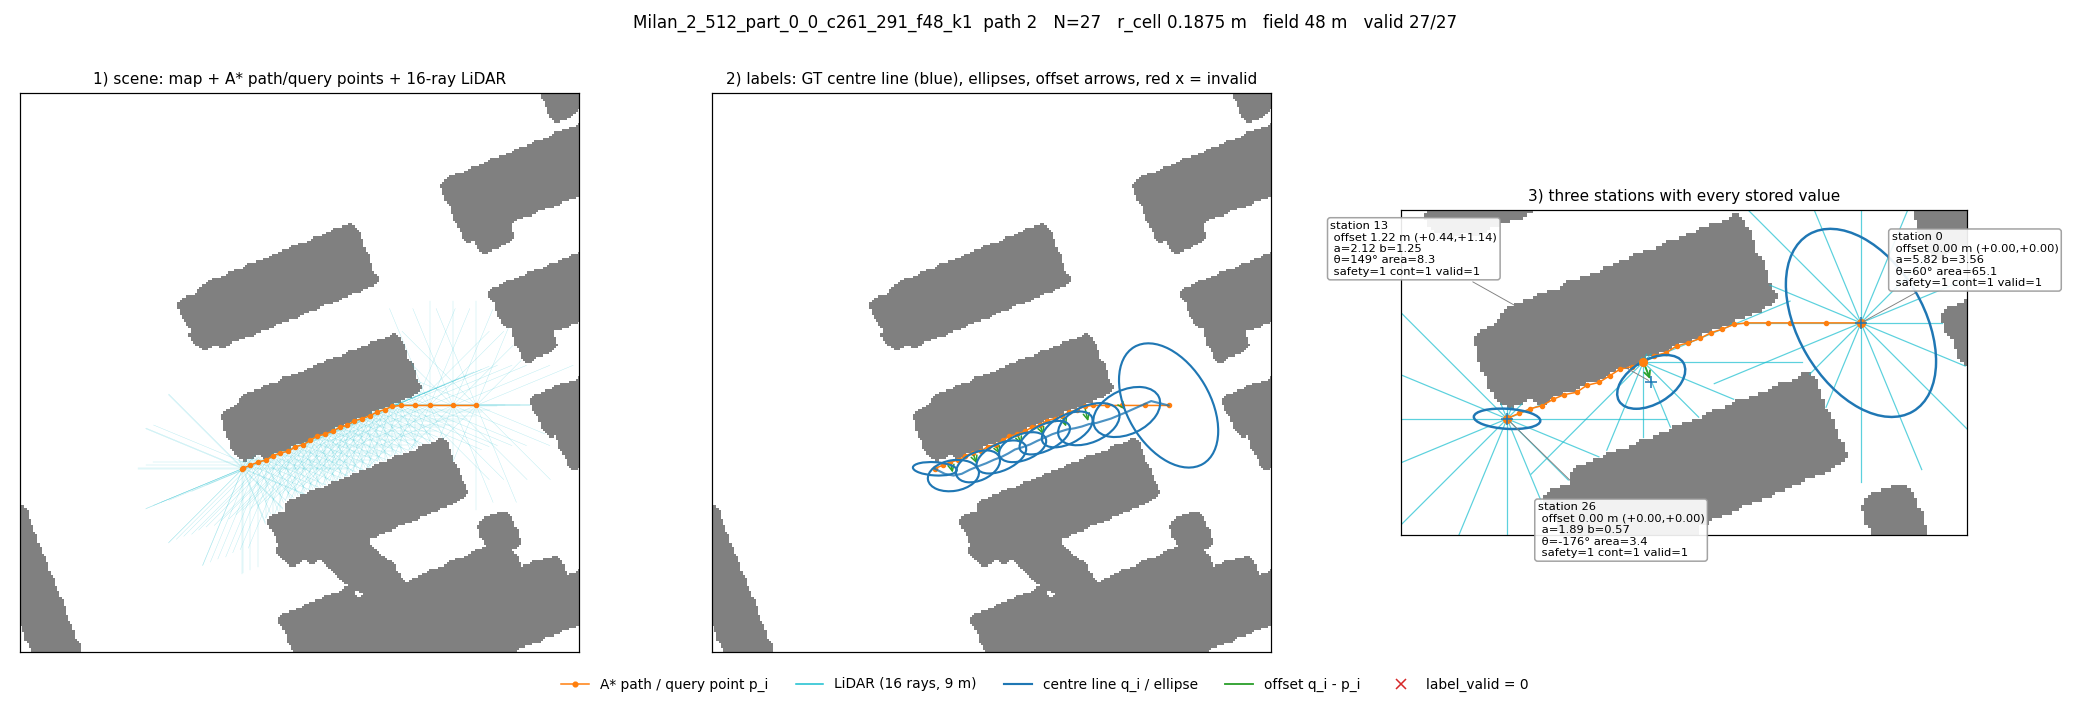 Milan_2_512_part_0_0_c261_291_f48_k1  path 2   N=27   r_cell 0.1875 m   field 48 m   valid 27/27
1) scene: map + A* path/query points + 16-ray LiDAR
2) labels: GT centre line (blue), ellipses, offset arrows, red x = invalid
3) three stations with every stored value
station 13
offset 1.22 m (+0.44,+1.14)
a=2.12 b=1.25
θ=149° area=8.3
safety=1 cont=1 valid=1
station 0
offset 0.00 m (+0.00,+0.00)
a=5.82 b=3.56
θ=60° area=65.1
safety=1 cont=1 valid=1
station 26
offset 0.00 m (+0.00,+0.00)
a=1.89 b=0.57
θ=-176° area=3.4
safety=1 cont=1 valid=1
A* path / query point p_i
LiDAR (16 rays, 9 m)
centre line q_i / ellipse
offset q_i - p_i
label_valid = 0